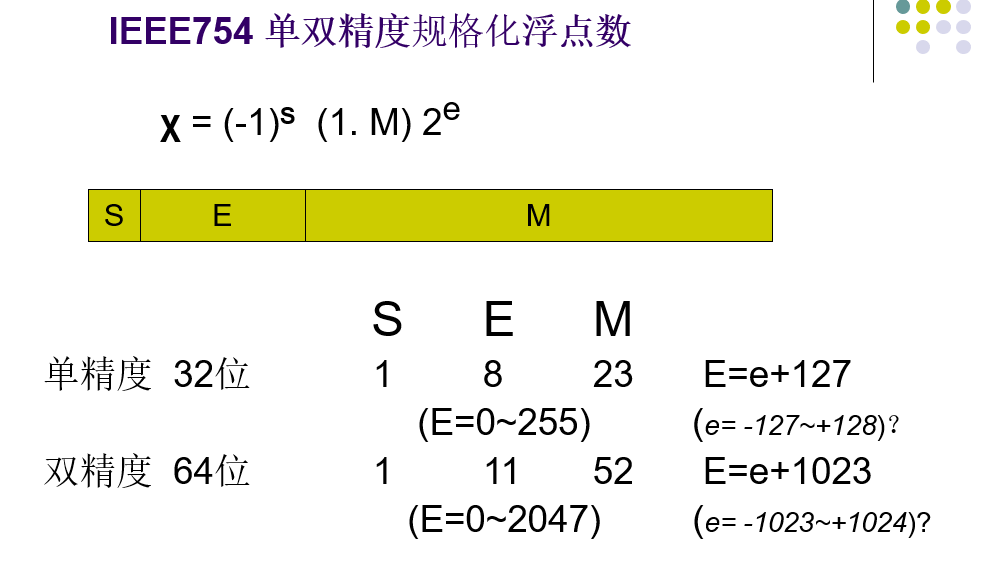 IEEE754 单双精度规格化浮点数
x = (-1)s (1. M) 2e
S E M
S E M
单精度 32位 1 8 23 E=e+127
(E=0~255) (e= -127~+128)？
双精度 64位 1 11 52 E=e+1023
(E=0~2047) (e= -1023~+1024)?